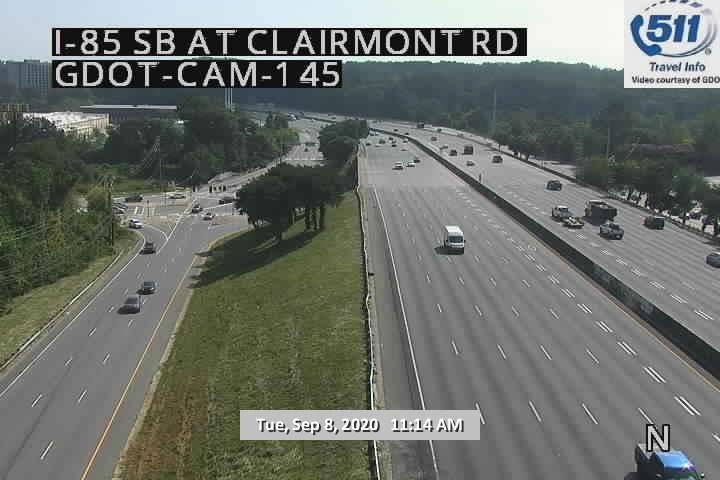 I-85 SB AT CLAIRMONT RD
GDOT-CAM-145
511
Travel Info
Video courtesy of GDO
Tue, Sep 8, 2020 11:14 AM
N